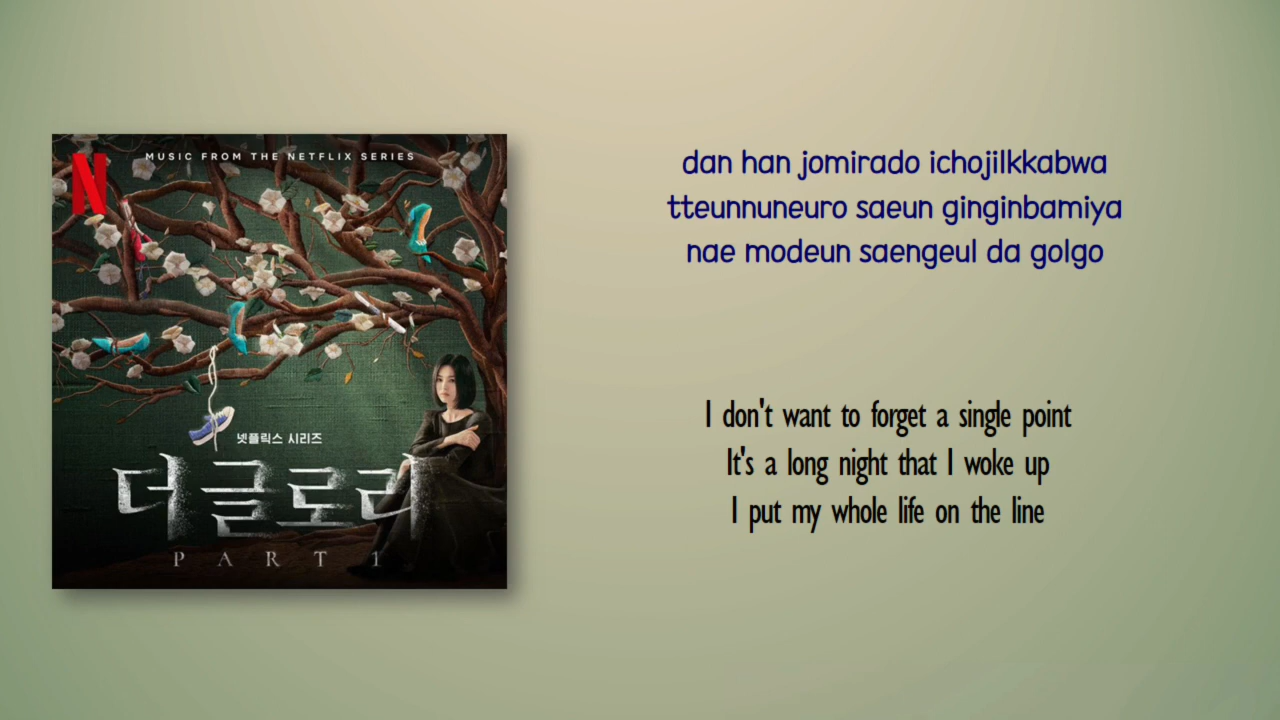 MUSIC FROM THE NETFLIX SERIES
N
넷플릭스 시리즈
더 글로리
PART 1
dan han jomirado ichojilkkabwa
tteunnuneuro saeun ginginbamiya
nae modeun saengeul da golgo
I don't want to forget a single point
It's a long night that I woke up
I put my whole life on the line